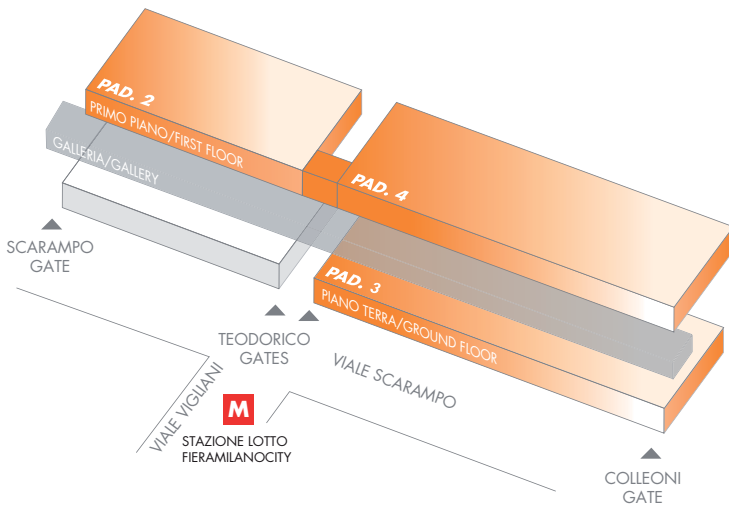 PAD. 2
PRIMO PIANO/FIRST FLOOR
GALLERIA/GALLERY
PAD. 4
SCARAMPO
GATE
PAD. 3
PIANO TERRA/GROUND FLOOR
TEODORICO
GATES
VIALE SCARAMPO
VIALE VIGLIANI
M
STAZIONE LOTTO
FIERAMILANOCITY
COLLEONI
GATE